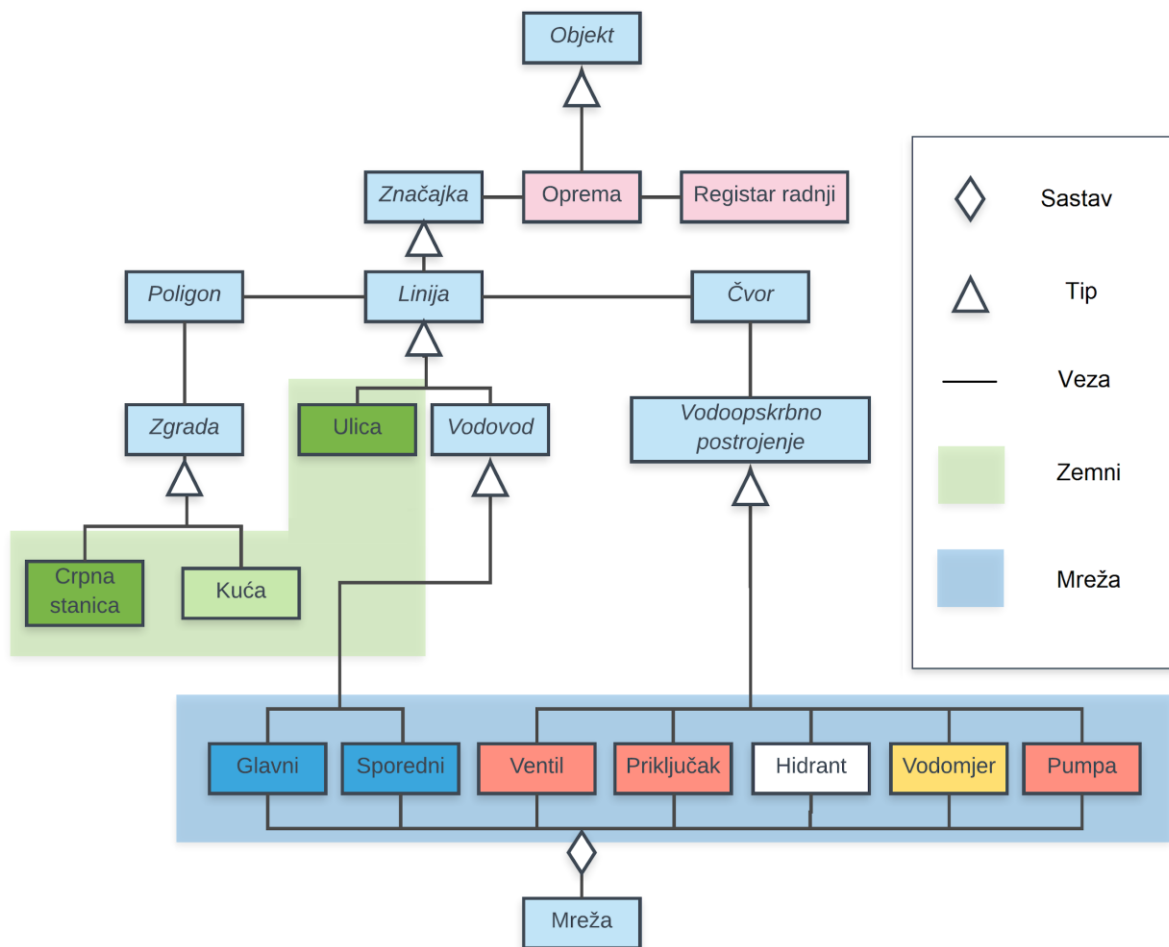 Objekt
Značajka
Oprema
Registar radnji
Poligon
Linija
Čvor
Zgrada
Ulica
Vodovod
Vodoopskrbno
postrojenje
Crpna
stanica
Kuća
Glavni
Sporedni
Ventil
Priključak
Hidrant
Vodomjer
Pumpa
Mreža
Sastav
Tip
Veza
Zemni
Mreža